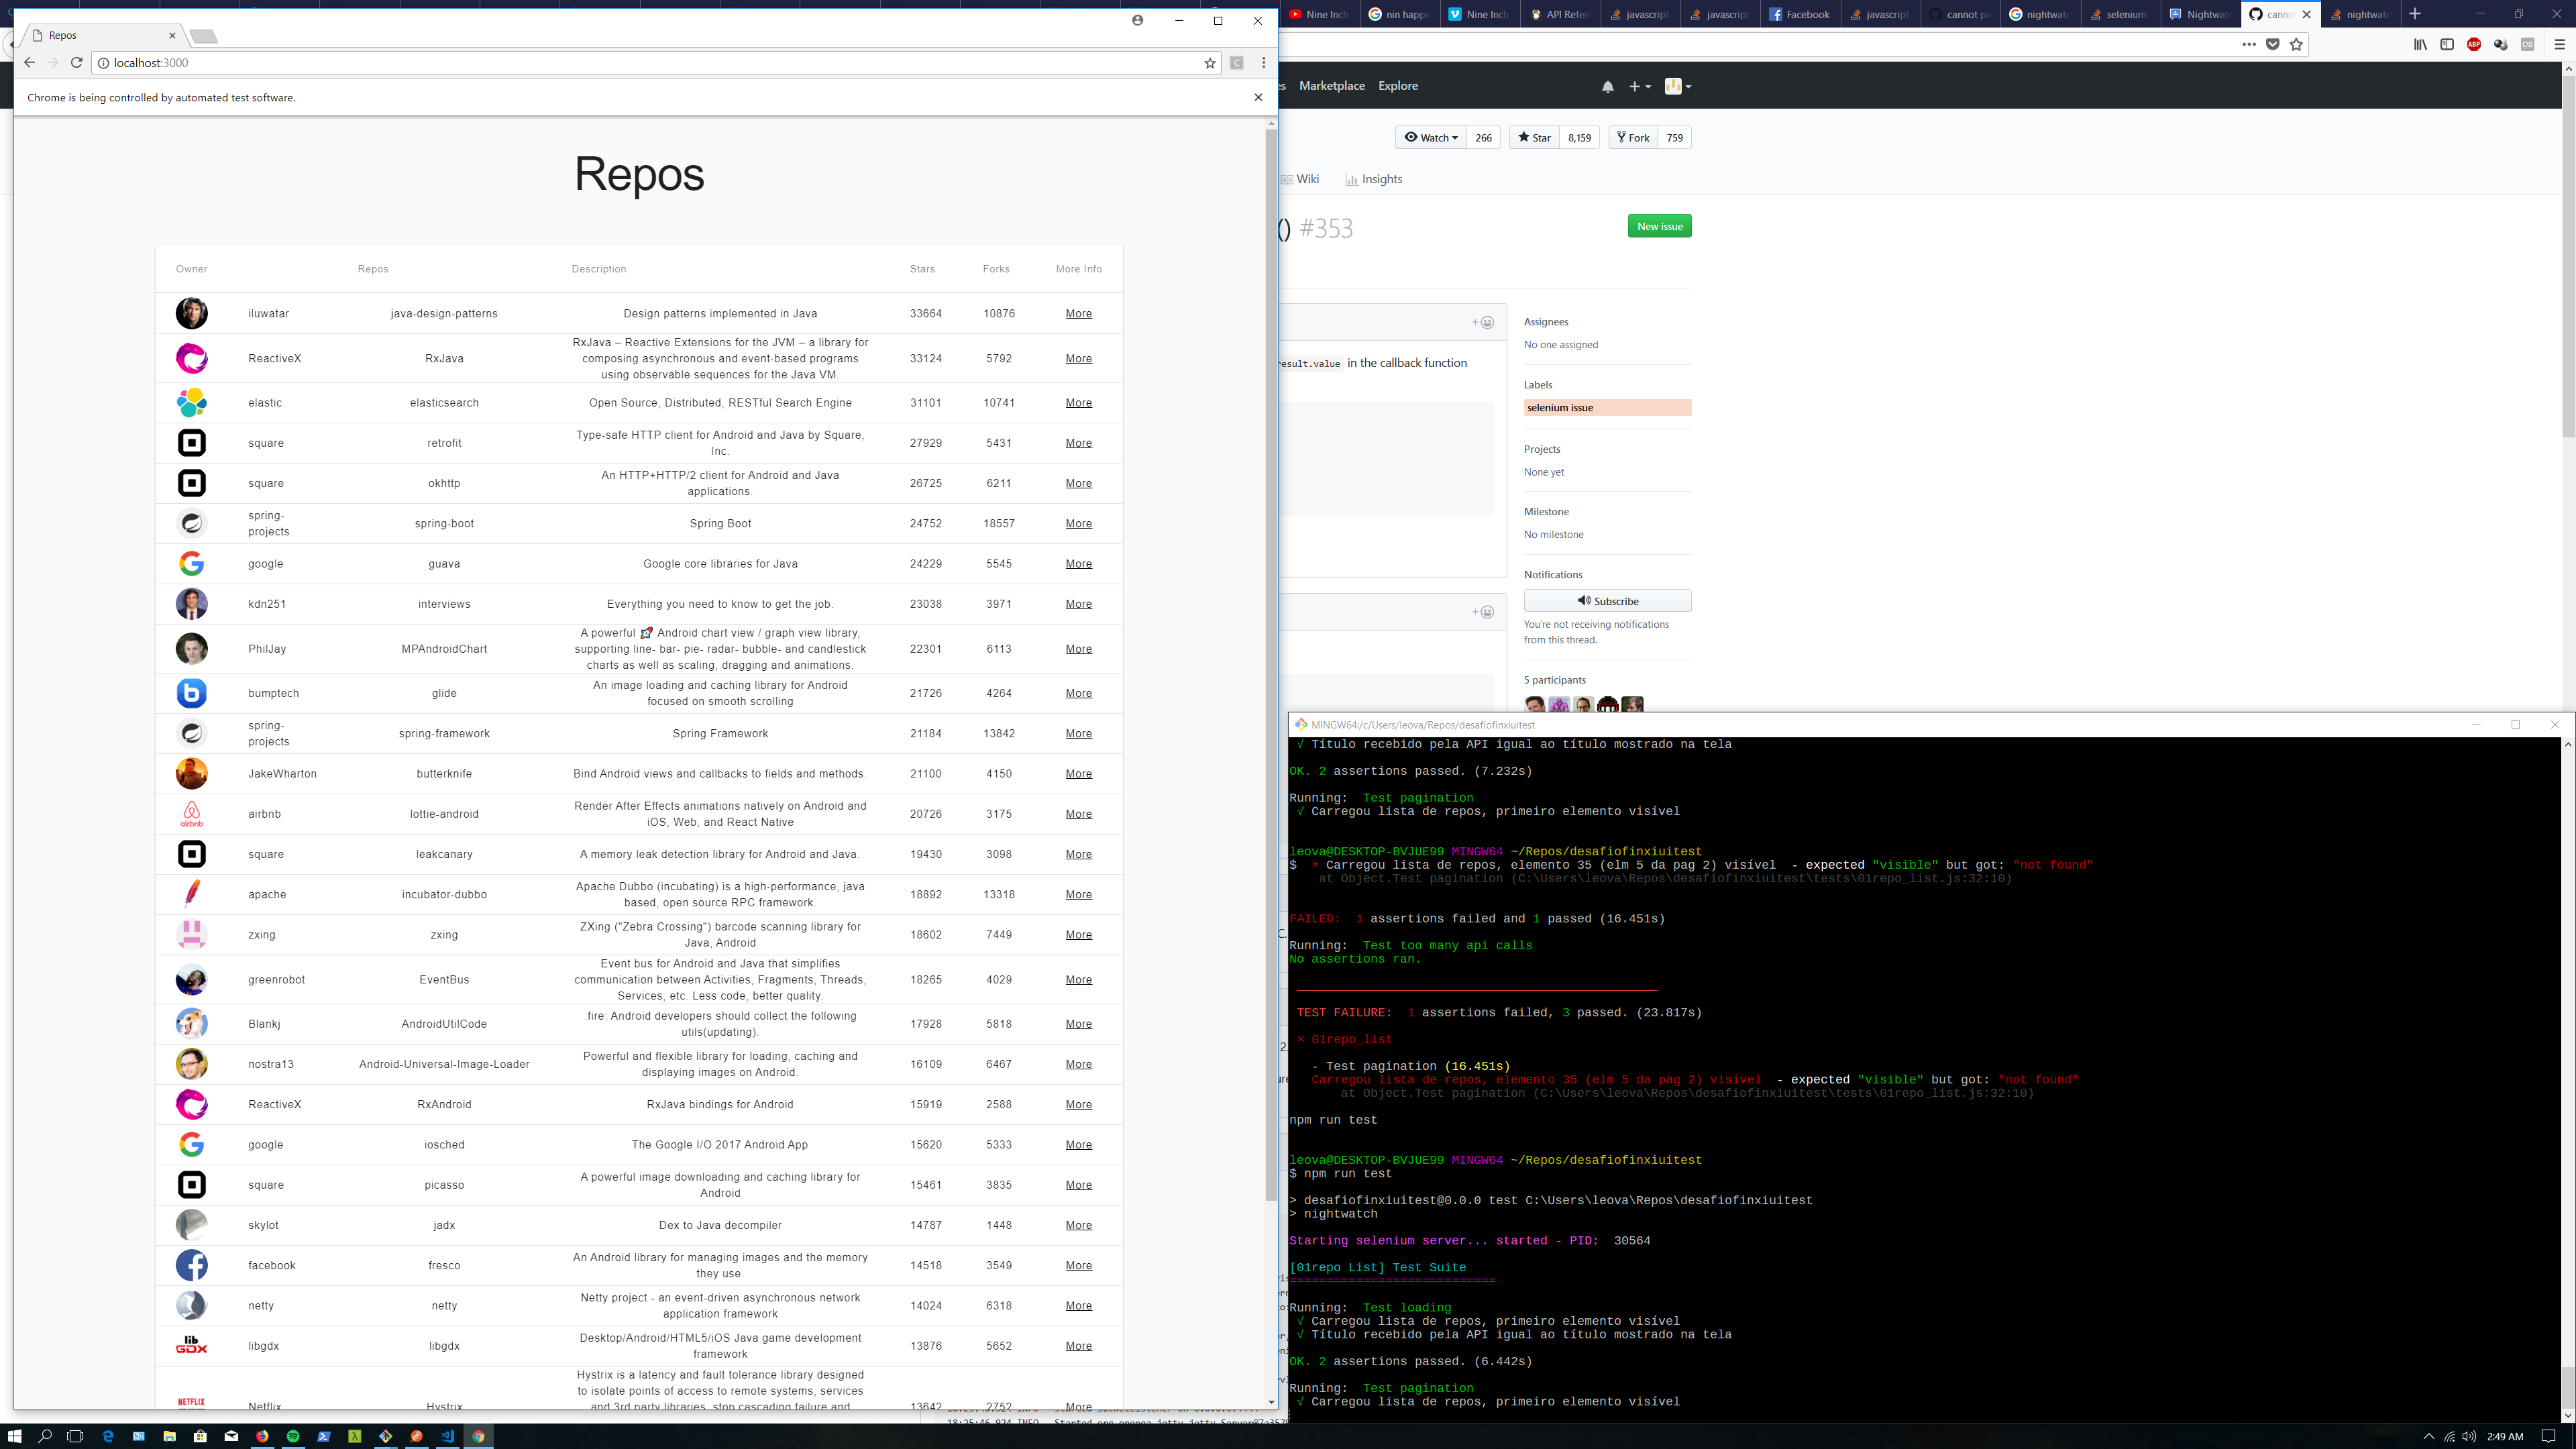 Repos
localhost:3000
Chrome is being controlled by automated test software.
Repos
Owner Repos Description Stars Forks More Info
iluwatar java-design-patterns Design patterns implemented in Java 33664 10876 More
ReactiveX RxJava RxJava – Reactive Extensions for the JVM – a library for composing asynchronous and event-based programs using observable sequences for the Java VM. 33124 5792 More
elastic elasticsearch Open Source, Distributed, RESTful Search Engine 31101 10741 More
square retrofit Type-safe HTTP client for Android and Java by Square, Inc. 27929 5431 More
square okhttp An HTTP+HTTP/2 client for Android and Java applications. 26725 6211 More
spring-projects spring-boot Spring Boot 24752 18557 More
google guava Google core libraries for Java 24229 5545 More
kdn251 interviews Everything you need to know to get the job. 23038 3971 More
PhilJay MPAndroidChart A powerful 🚀 Android chart view / graph view library, supporting line- bar- pie- radar- bubble- and candlestick charts as well as scaling, dragging and animations. 22301 6113 More
bumptech glide An image loading and caching library for Android focused on smooth scrolling 21726 4264 More
spring-projects spring-framework Spring Framework 21184 13842 More
JakeWharton butterknife Bind Android views and callbacks to fields and methods. 21100 4150 More
airbnb airbnb lottie-android Render After Effects animations natively on Android and iOS, Web, and React Native 20726 3175 More
square leakcanary A memory leak detection library for Android and Java. 19430 3098 More
apache incubator-dubbo Apache Dubbo (incubating) is a high-performance, java based, open source RPC framework. 18892 13318 More
zxing zxing ZXing ("Zebra Crossing") barcode scanning library for Java, Android 18602 7449 More
greenrobot EventBus Event bus for Android and Java that simplifies communication between Activities, Fragments, Threads, Services, etc. Less code, better quality. 18265 4029 More
Blankj AndroidUtilCode :fire: Android developers should collect the following utils(updating). 17928 5818 More
nostra13 Android-Universal-Image-Loader Powerful and flexible library for loading, caching and displaying images on Android. 16109 6467 More
ReactiveX RxAndroid RxJava bindings for Android 15919 2588 More
google iosched The Google I/O 2017 Android App 15620 5333 More
square picasso A powerful image downloading and caching library for Android 15461 3835 More
skylot jadx Dex to Java decompiler 14787 1448 More
facebook fresco An Android library for managing images and the memory they use. 14518 3549 More
netty netty Netty project - an event-driven asynchronous network application framework 14024 6318 More
lib GDX libgdx libgdx Desktop/Android/HTML5/iOS Java game development framework 13876 5652 More
NETFLIX Netflix Hystrix Hystrix is a latency and fault tolerance library designed to isolate points of access to remote systems, services and 3rd party libraries, stop cascading failure and 13642 2752 More
Nine Inch nin happi Nine Inch API Refer javascript javascript Facebook javascript cannot pa nightwatc selenium Nightwat canno nightwatc
Marketplace Explore
Watch 266 Star 8,159 Fork 759
Wiki Insights
() #353 New issue
result.value in the callback function
Assignees
No one assigned
Labels
selenium issue
Projects
None yet
Milestone
No milestone
Notifications
Subscribe
You're not receiving notifications
from this thread.
5 participants
MINGW64:/c/Users/leova/Repos/desafiofinxiuitest
√ Título recebido pela API igual ao título mostrado na tela
OK. 2 assertions passed. (7.232s)
Running: Test pagination
√ Carregou lista de repos, primeiro elemento visível
leova@DESKTOP-BVJUE99 MINGW64 ~/Repos/desafiofinxiuitest
$ × Carregou lista de repos, elemento 35 (elm 5 da pag 2) visível - expected "visible" but got: "not found"
at Object.Test pagination (C:\Users\leova\Repos\desafiofinxiuitest\tests\01repo_list.js:32:10)
FAILED: 1 assertions failed and 1 passed (16.451s)
Running: Test too many api calls
No assertions ran.
TEST FAILURE: 1 assertions failed, 3 passed. (23.817s)
× 01repo_list
- Test pagination (16.451s)
Carregou lista de repos, elemento 35 (elm 5 da pag 2) visível - expected "visible" but got: "not found"
at Object.Test pagination (C:\Users\leova\Repos\desafiofinxiuitest\tests\01repo_list.js:32:10)
npm run test
leova@DESKTOP-BVJUE99 MINGW64 ~/Repos/desafiofinxiuitest
$ npm run test
> desafiofinxiuitest@0.0.0 test C:\Users\leova\Repos\desafiofinxiuitest
> nightwatch
Starting selenium server... started - PID: 30564
[01repo List] Test Suite
============================
Running: Test loading
√ Carregou lista de repos, primeiro elemento visível
√ Título recebido pela API igual ao título mostrado na tela
OK. 2 assertions passed. (6.442s)
Running: Test pagination
√ Carregou lista de repos, primeiro elemento visível
2:49 AM